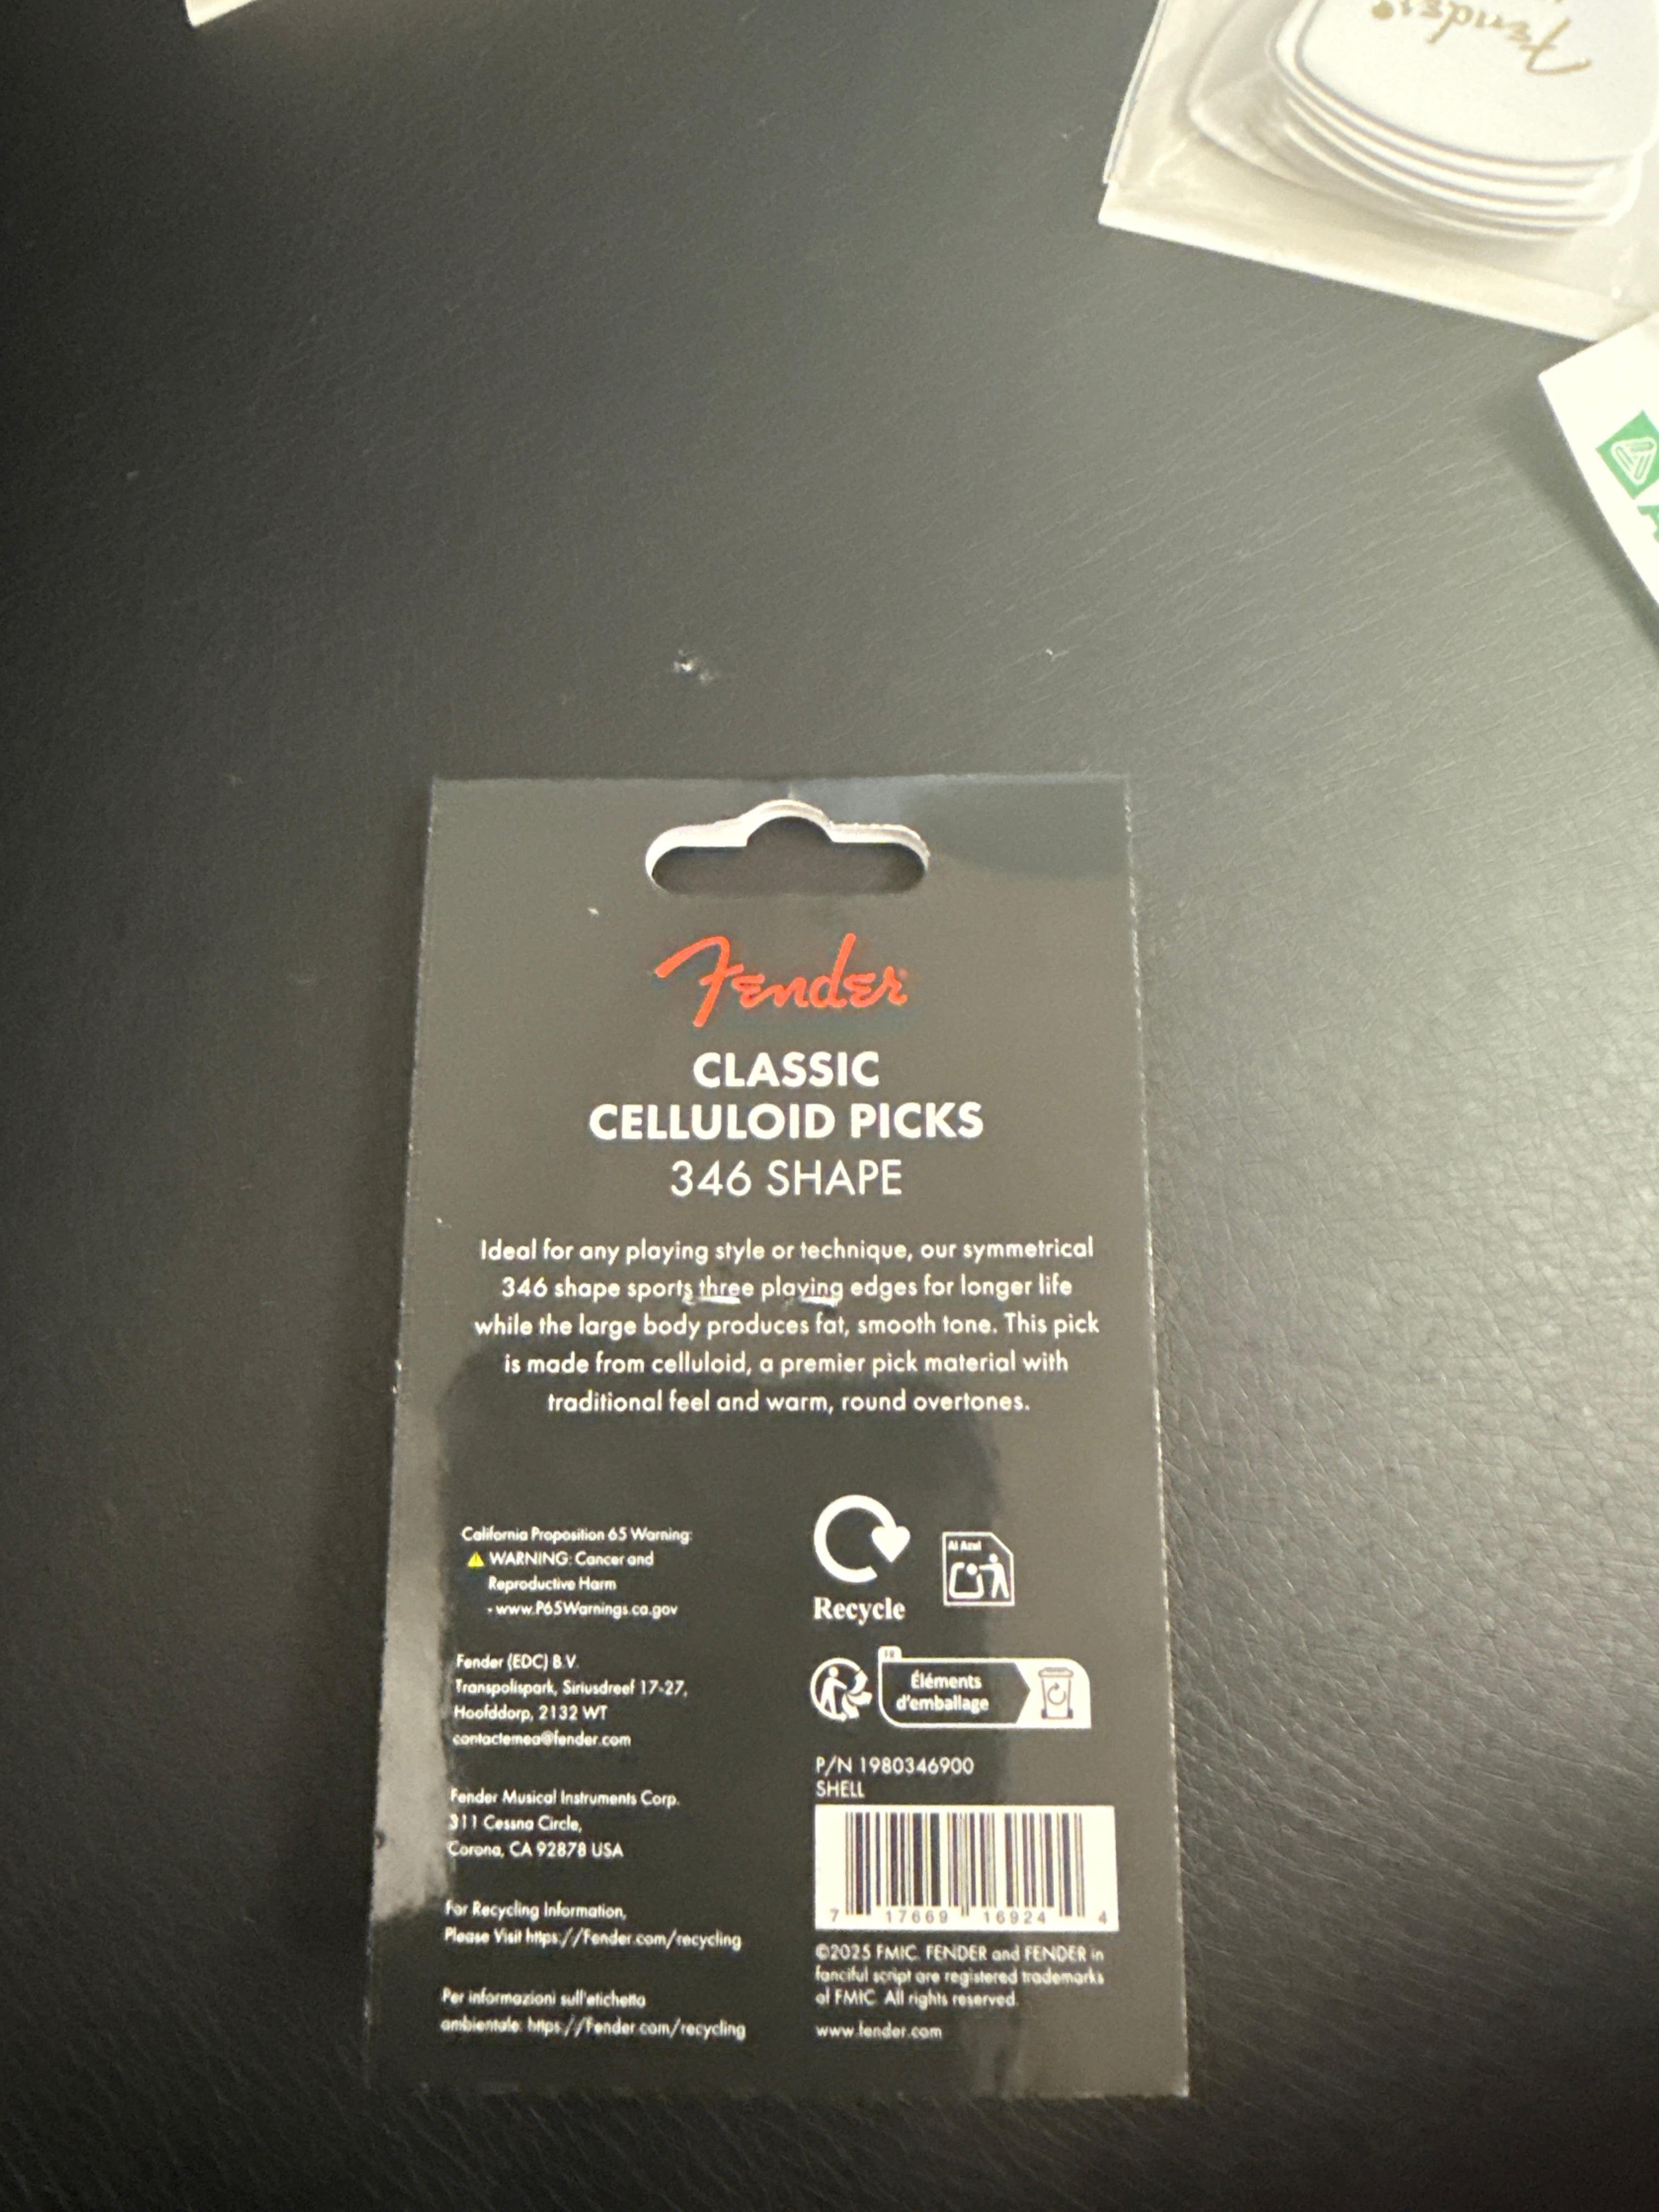 Fender
Fender
CLASSIC
CELLULOID PICKS
346 SHAPE
Ideal for any playing style or technique, our symmetrical
346 shape sports three playing edges for longer life
while the large body produces fat, smooth tone. This pick
is made from celluloid, a premier pick material with
traditional feel and warm, round overtones.
California Proposition 65 Warning:
WARNING: Cancer and
Reproductive Harm
- www.P65Warnings.ca.gov
Fender (EDC) B.V.
Transpolispark, Siriusdreef 17-27,
Hoofddorp, 2132 WT
contactemea@fender.com
Fender Musical Instruments Corp.
311 Cessna Circle,
Corona, CA 92878 USA
For Recycling Information,
Please Visit https://Fender.com/recycling
Per informazioni sull'etichetta
ambientale: https://Fender.com/recycling
Recycle
Al Azul
FR
Éléments
d'emballage
P/N 1980346900
SHELL
7 17669 16924 4
©2025 FMIC. FENDER and FENDER in
fanciful script are registered trademarks
of FMIC. All rights reserved.
www.fender.com